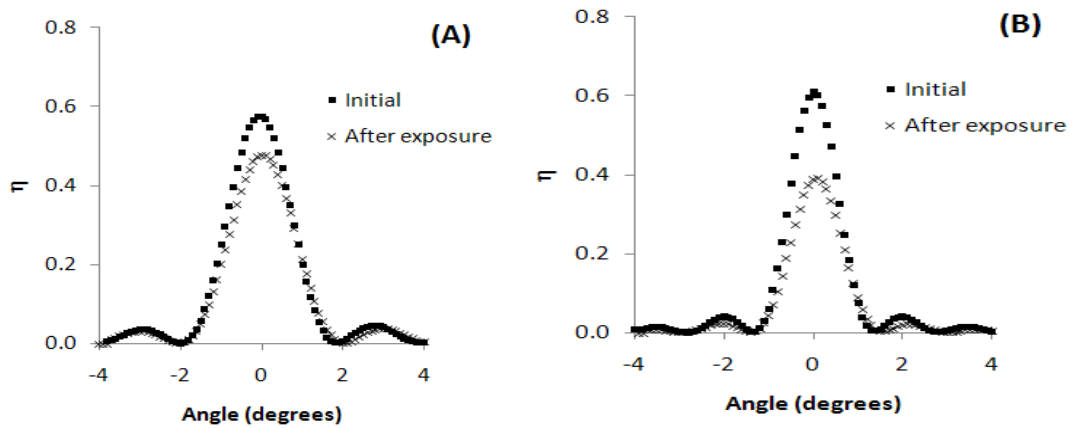 (A)
0.8
0.6
0.4
0.2
0.0
η
Initial
After exposure
-4 -2 0 2 4
Angle (degrees)
(B)
0.8
0.6
0.4
0.2
0.0
η
Initial
After exposure
-4 -2 0 2 4
Angle (degrees)